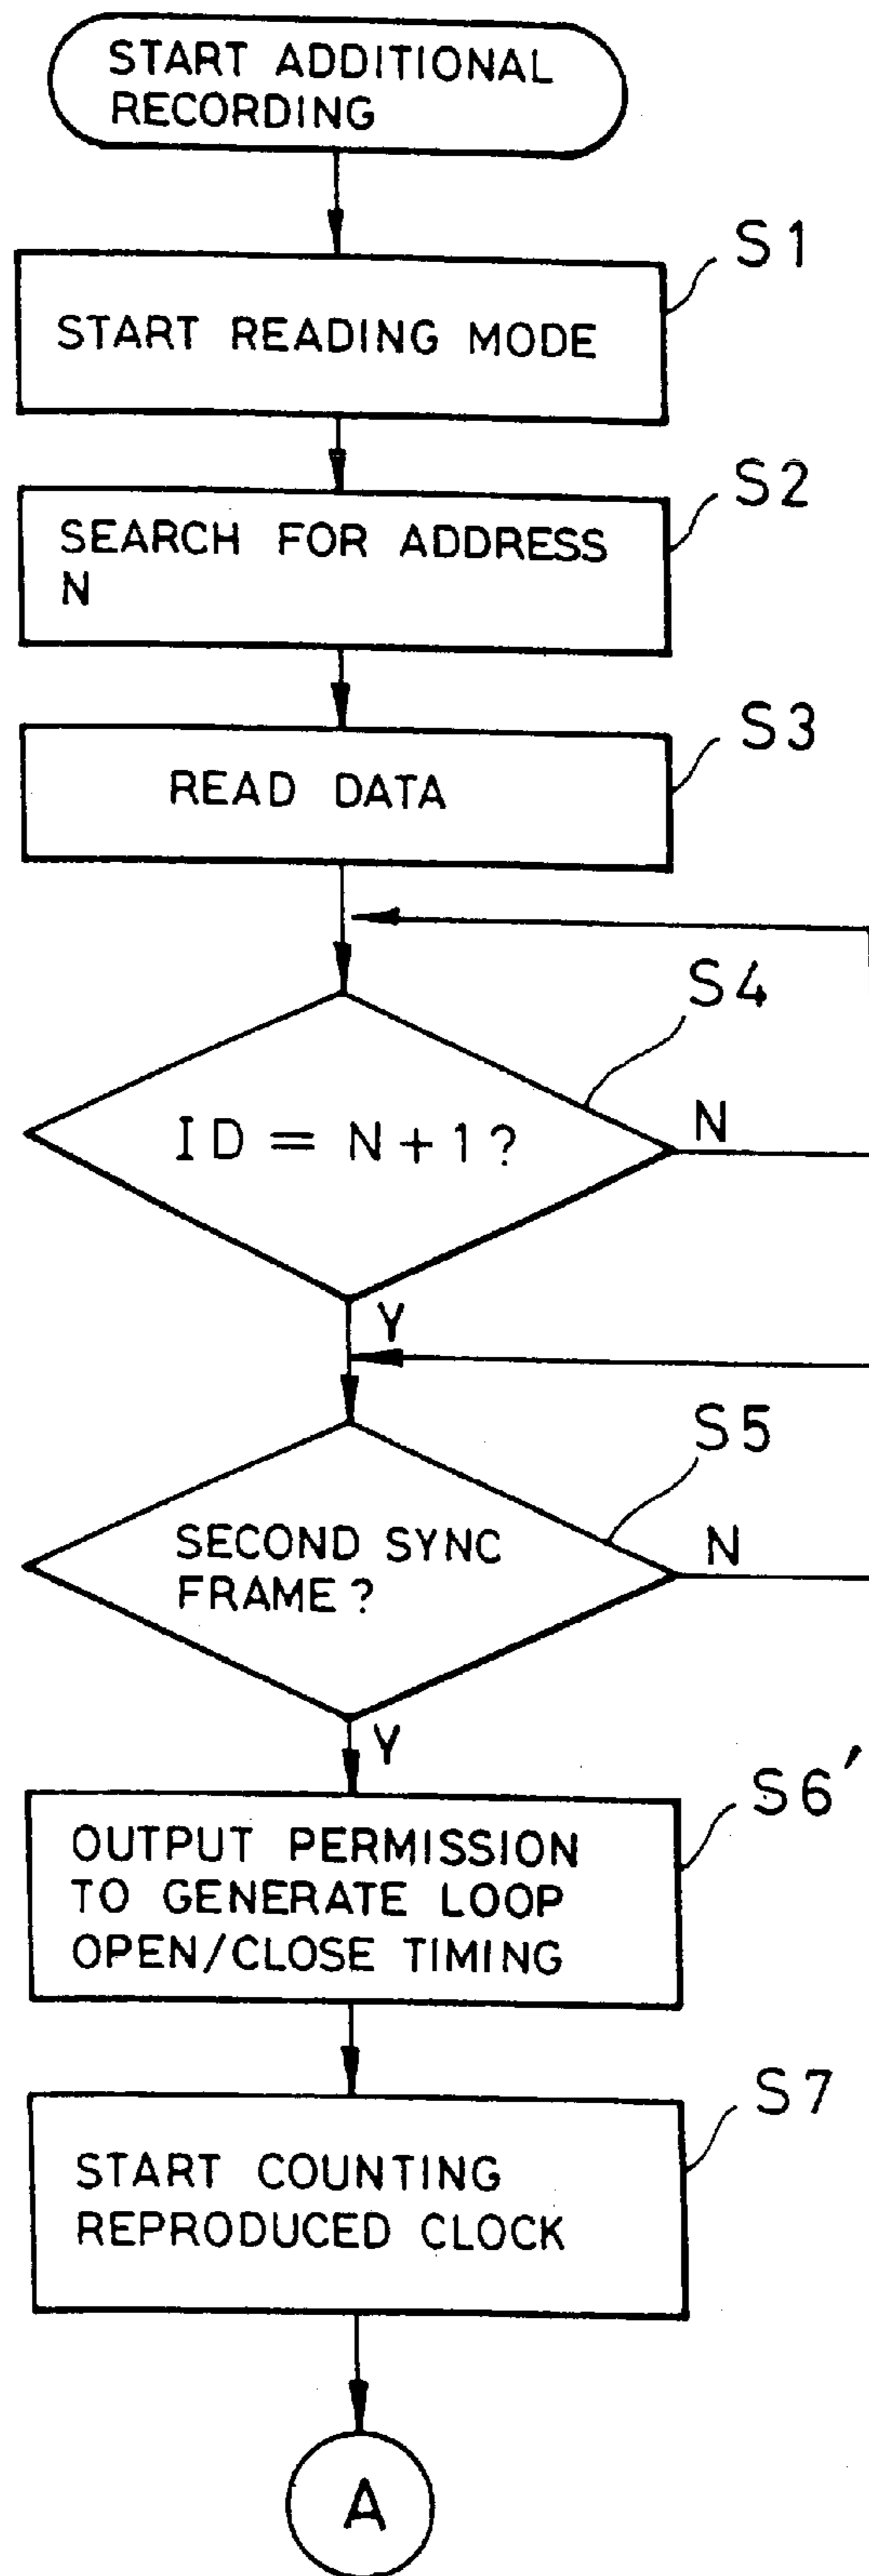 START ADDITIONAL
RECORDING
S1
START READING MODE
S2
SEARCH FOR ADDRESS
N
S3
READ DATA
S4
ID = N+1?
N
Y
S5
SECOND SYNC
FRAME?
N
Y
S6'
OUTPUT PERMISSION
TO GENERATE LOOP
OPEN/CLOSE TIMING
S7
START COUNTING
REPRODUCED CLOCK
A